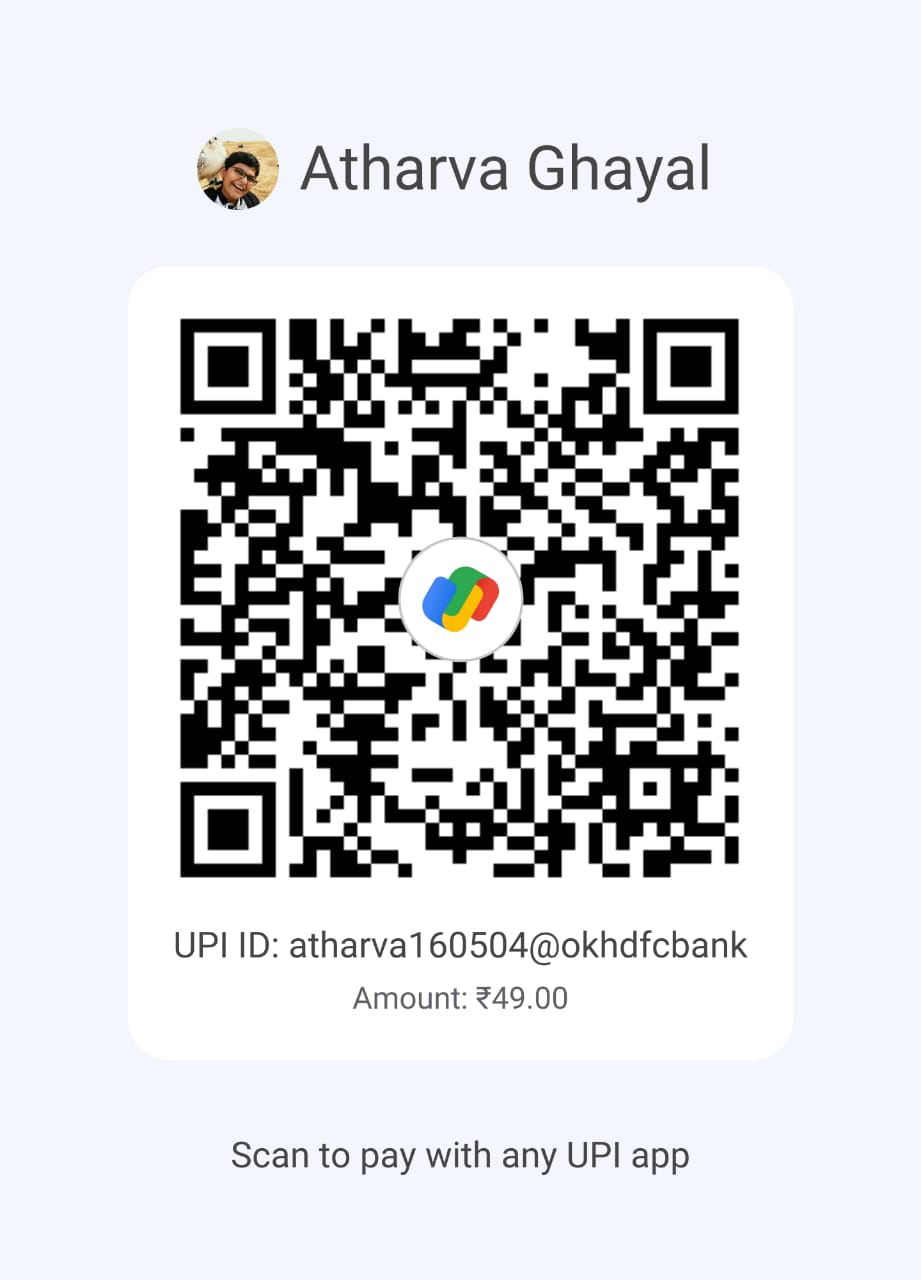 Atharva Ghayal
UPI ID: atharva160504@okhdfcbank
Amount: ₹49.00
Scan to pay with any UPI app